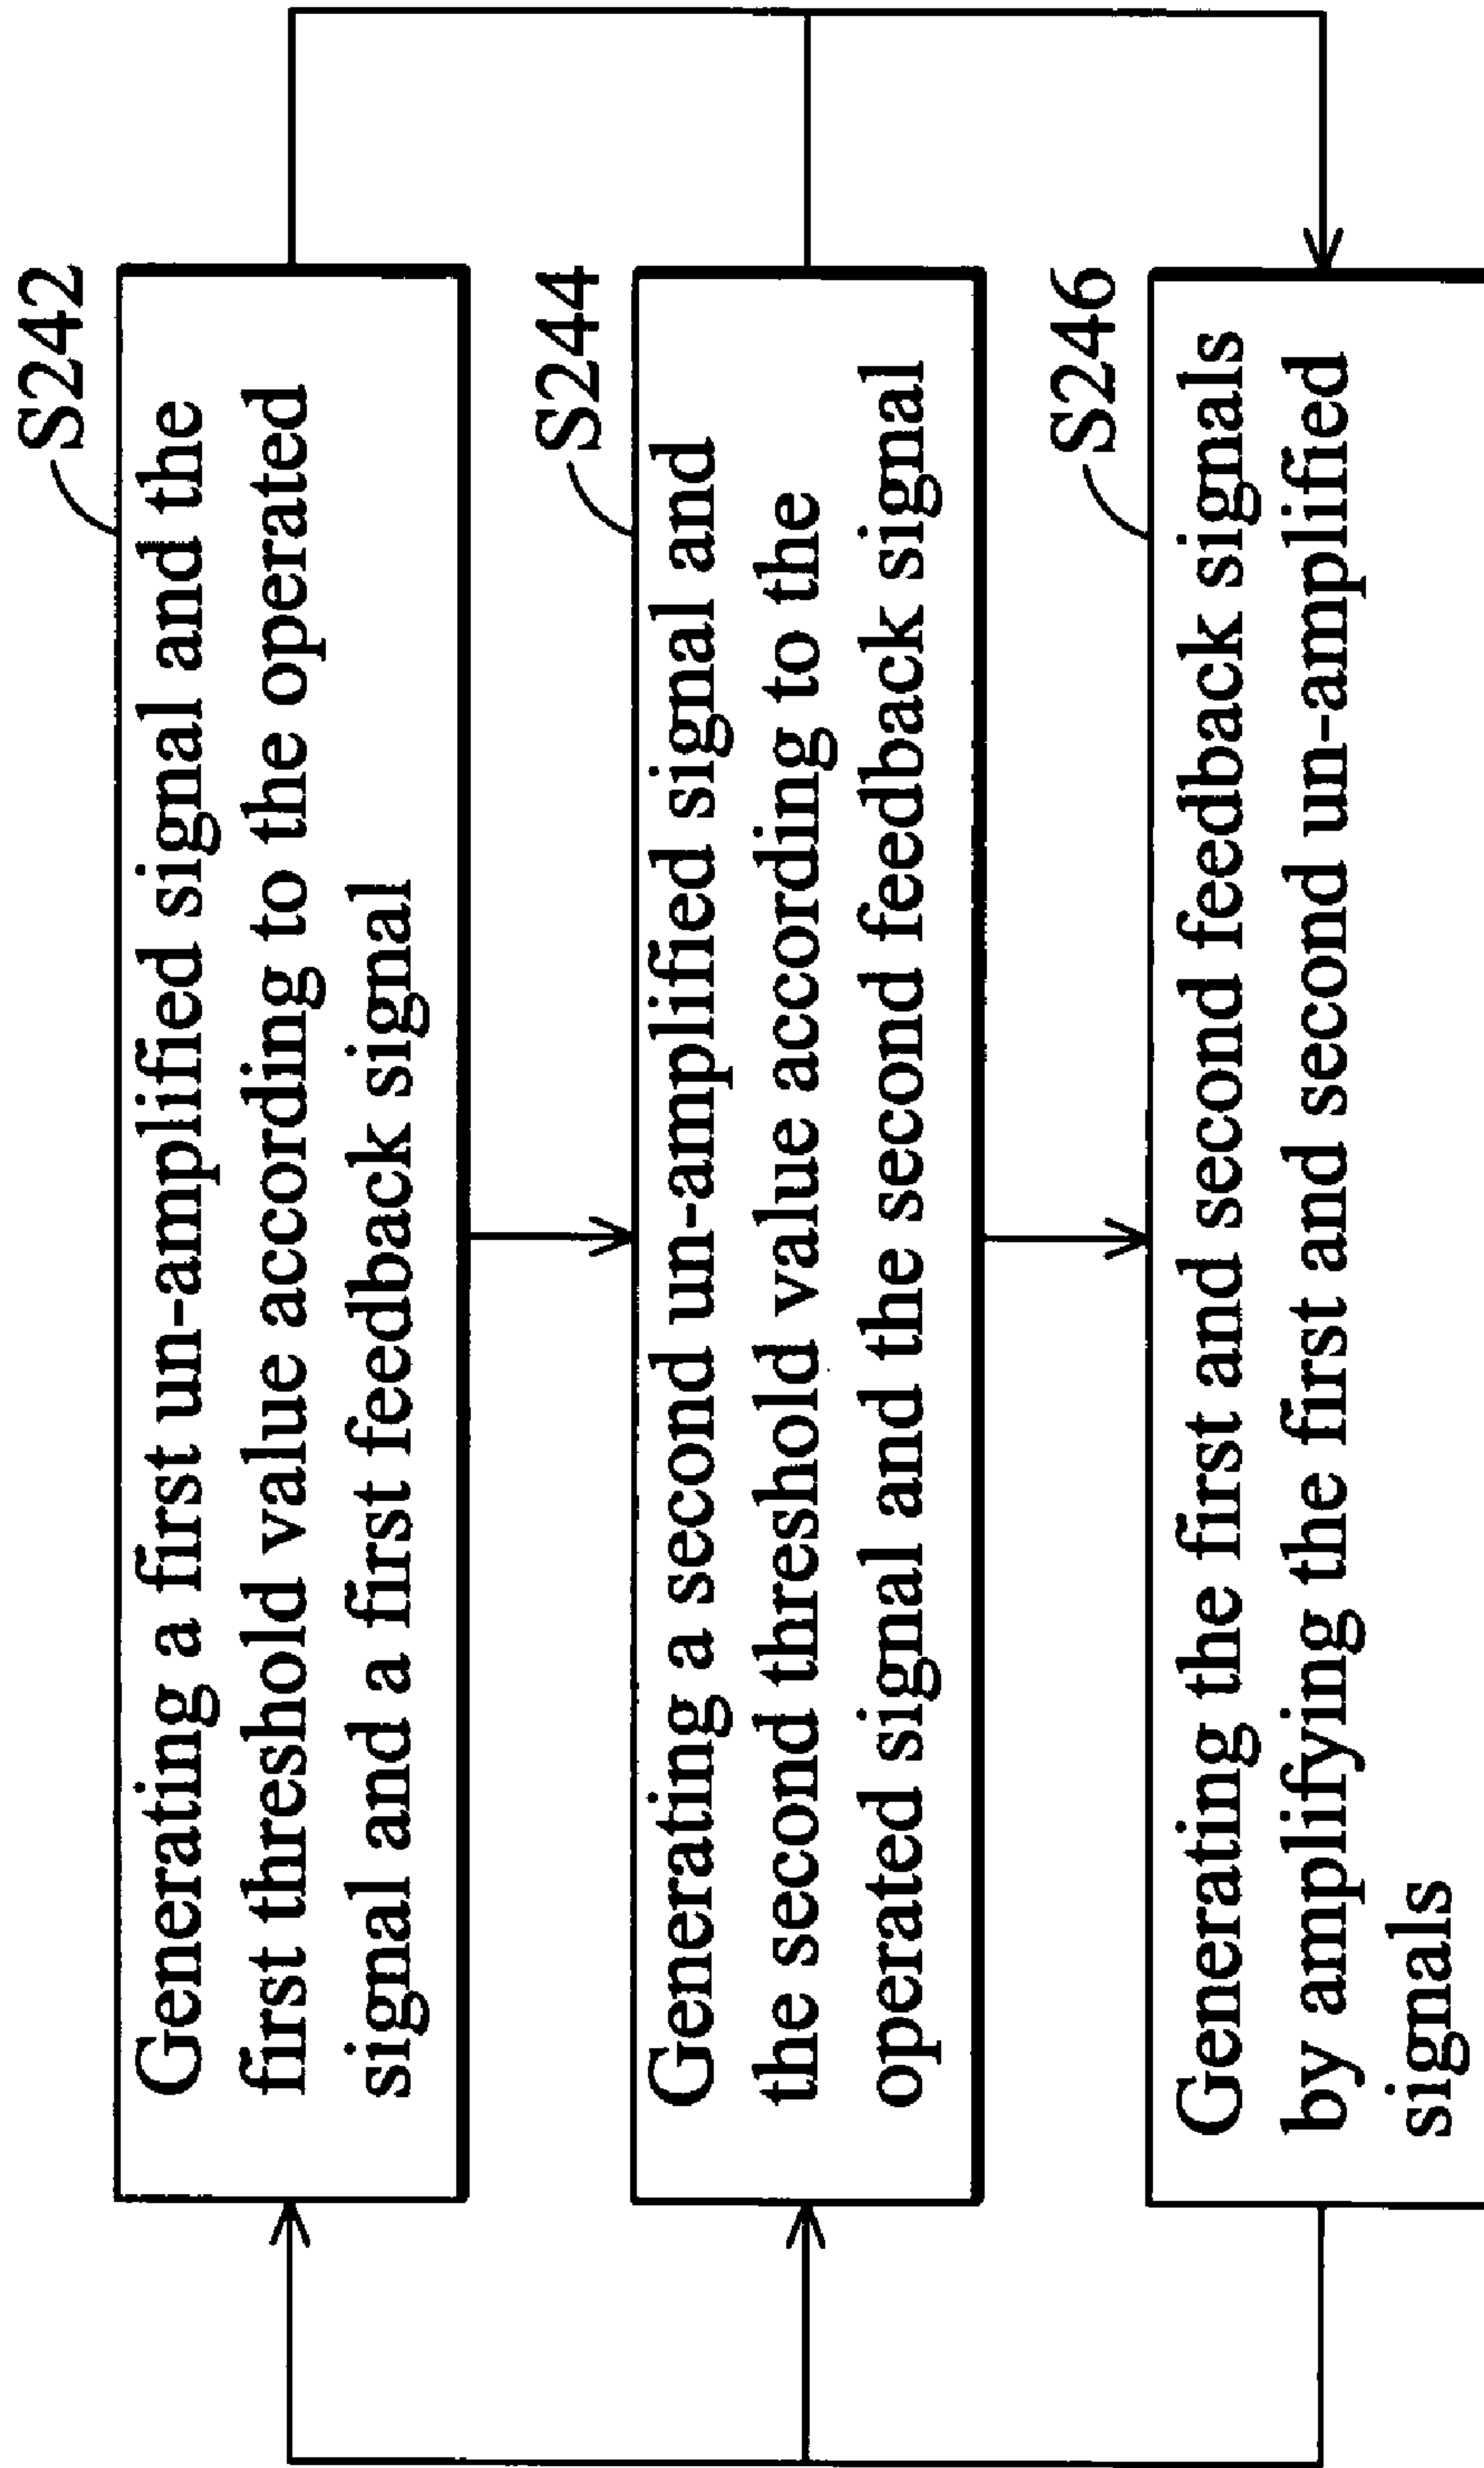 S242
Generating a first un-amplified signal and the
first threshold value according to the operated
signal and a first feedback signal
S244
Generating a second un-amplified signal and
the second threshold value according to the
operated signal and the second feedback signal
S246
Generating the first and second feedback signals
by amplifying the first and second un-amplified
signals